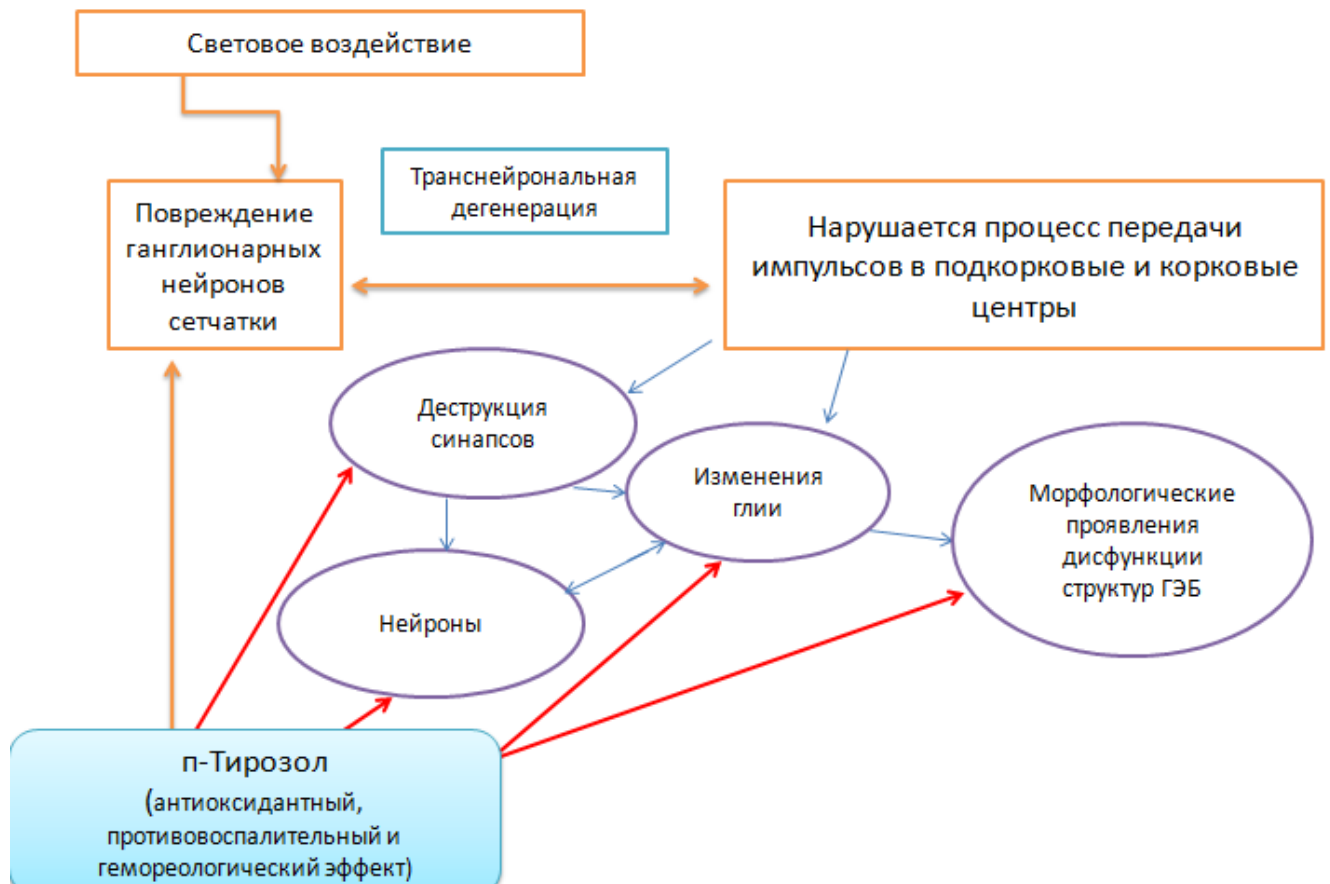 Световое воздействие
Транснейрональная
дегенерация
Повреждение
ганглионарных
нейронов
сетчатки
Нарушается процесс передачи
импульсов в подкорковые и корковые
центры
Деструкция
синапсов
Изменения
глии
Морфологические
проявления
дисфункции
структур ГЭБ
Нейроны
п-Тирозол
(антиоксидантный,
противовоспалительный и
гемореологический эффект)